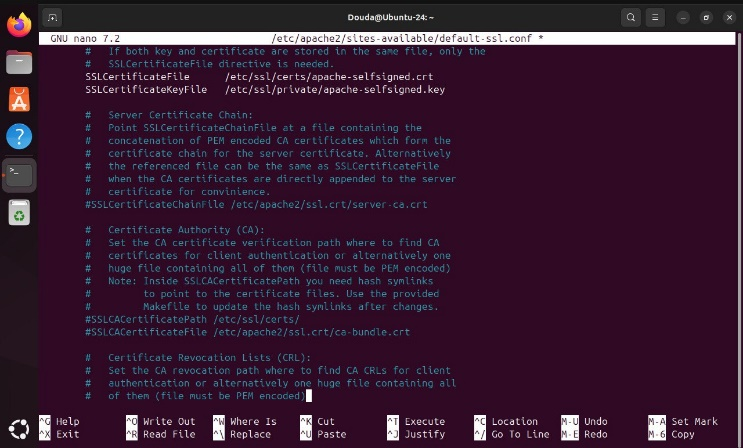 Douda@Ubuntu-24: ~
GNU nano 7.2 /etc/apache2/sites-available/default-ssl.conf *
# If both key and certificate are stored in the same file, only the
# SSLCertificateFile directive is needed.
SSLCertificateFile /etc/ssl/certs/apache-selfsigned.crt
SSLCertificateKeyFile /etc/ssl/private/apache-selfsigned.key
# Server Certificate Chain:
# Point SSLCertificateChainFile at a file containing the
# concatenation of PEM encoded CA certificates which form the
# certificate chain for the server certificate. Alternatively
# the referenced file can be the same as SSLCertificateFile
# when the CA certificates are directly appended to the server
# certificate for convinience.
#SSLCertificateChainFile /etc/apache2/ssl.crt/server-ca.crt
# Certificate Authority (CA):
# Set the CA certificate verification path where to find CA
# certificates for client authentication or alternatively one
# huge file containing all of them (file must be PEM encoded)
# Note: Inside SSLCACertificatePath you need hash symlinks
# to point to the certificate files. Use the provided
# Makefile to update the hash symlinks after changes.
#SSLCACertificatePath /etc/ssl/certs/
#SSLCACertificateFile /etc/apache2/ssl.crt/ca-bundle.crt
# Certificate Revocation Lists (CRL):
# Set the CA revocation path where to find CA CRLs for client
# authentication or alternatively one huge file containing all
# of them (file must be PEM encoded)
^G Help ^O Write Out ^W Where Is ^K Cut ^T Execute ^C Location M-U Undo M-A Set Mark
^X Exit ^R Read File ^\ Replace ^U Paste ^J Justify ^/ Go To Line M-E Redo M-6 Copy